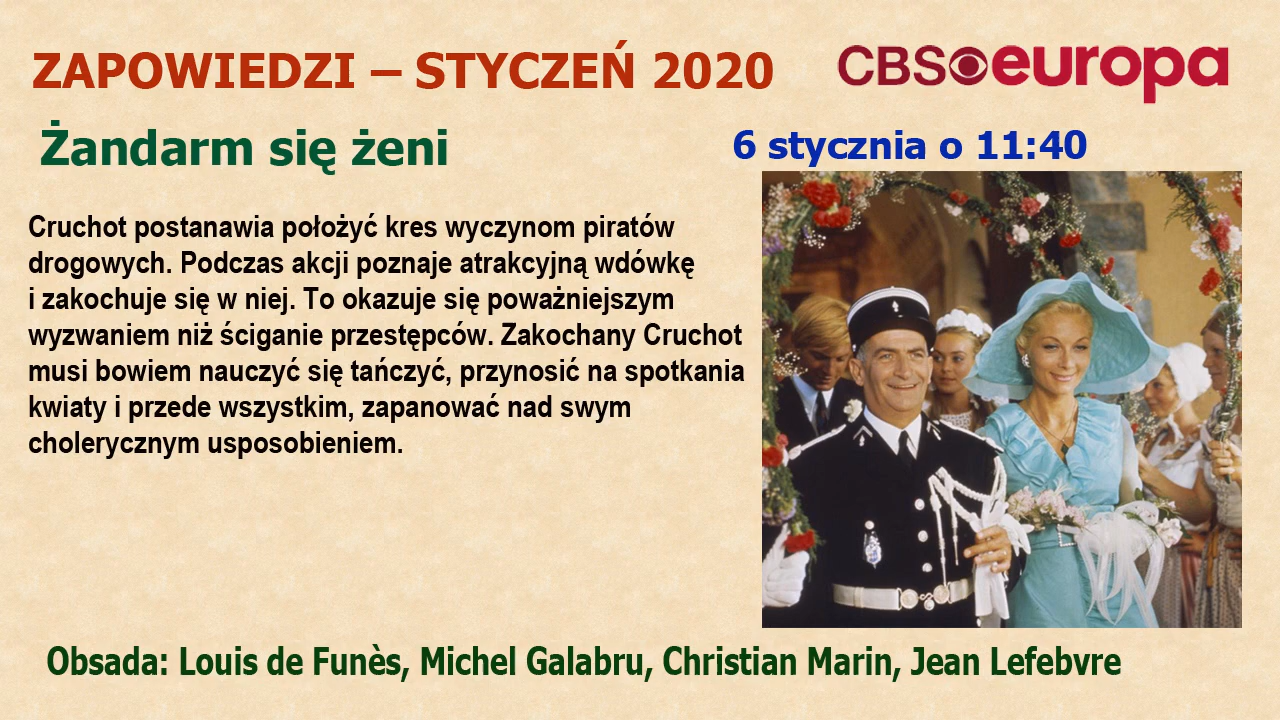 ZAPOWIEDZI – STYCZEŃ 2020
CBS europa
Żandarm się żeni
6 stycznia o 11:40
Cruchot postanawia położyć kres wyczynom piratów
drogowych. Podczas akcji poznaje atrakcyjną wdówkę
i zakochuje się w niej. To okazuje się poważniejszym
wyzwaniem niż ściganie przestępców. Zakochany Cruchot
musi bowiem nauczyć się tańczyć, przynosić na spotkania
kwiaty i przede wszystkim, zapanować nad swym
cholerycznym usposobieniem.
Obsada: Louis de Funès, Michel Galabru, Christian Marin, Jean Lefebvre